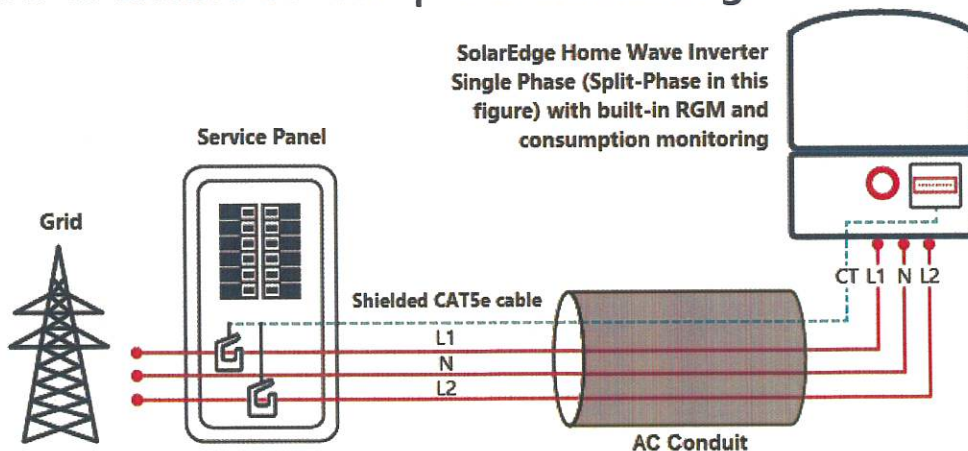 SolarEdge Home Wave Inverter
Single Phase (Split-Phase in this
figure) with built-in RGM and
consumption monitoring
Service Panel
Grid
CT L1 N L2
Shielded CAT5e cable
L1
N
L2
AC Conduit